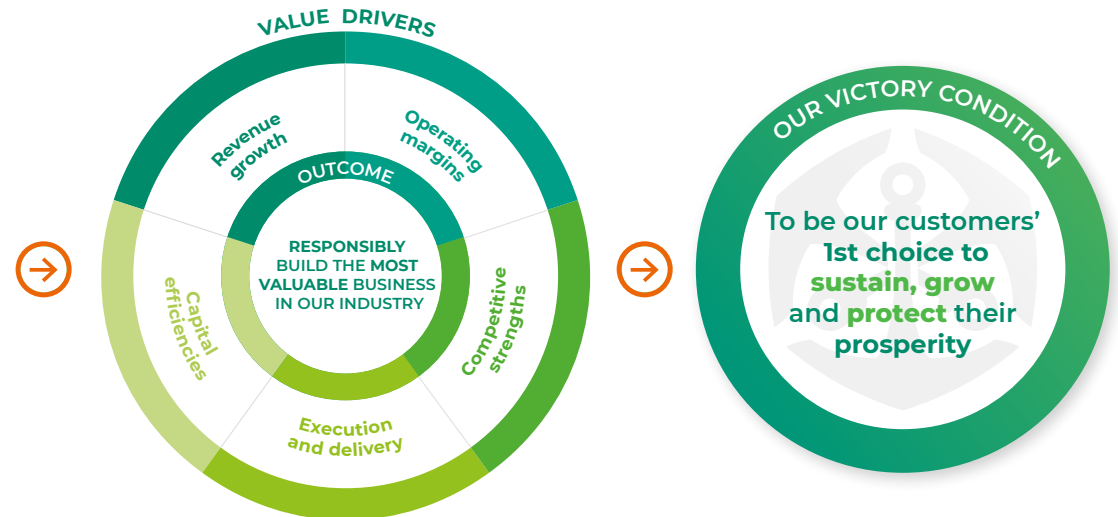 VALUE DRIVERS
Revenue
growth
Operating
margins
Capital
efficiencies
Competitive
strengths
Execution
and delivery
OUTCOME
RESPONSIBLY
BUILD THE MOST
VALUABLE BUSINESS
IN OUR INDUSTRY
OUR VICTORY CONDITION
To be our customers’
1st choice to
sustain, grow
and protect their
prosperity